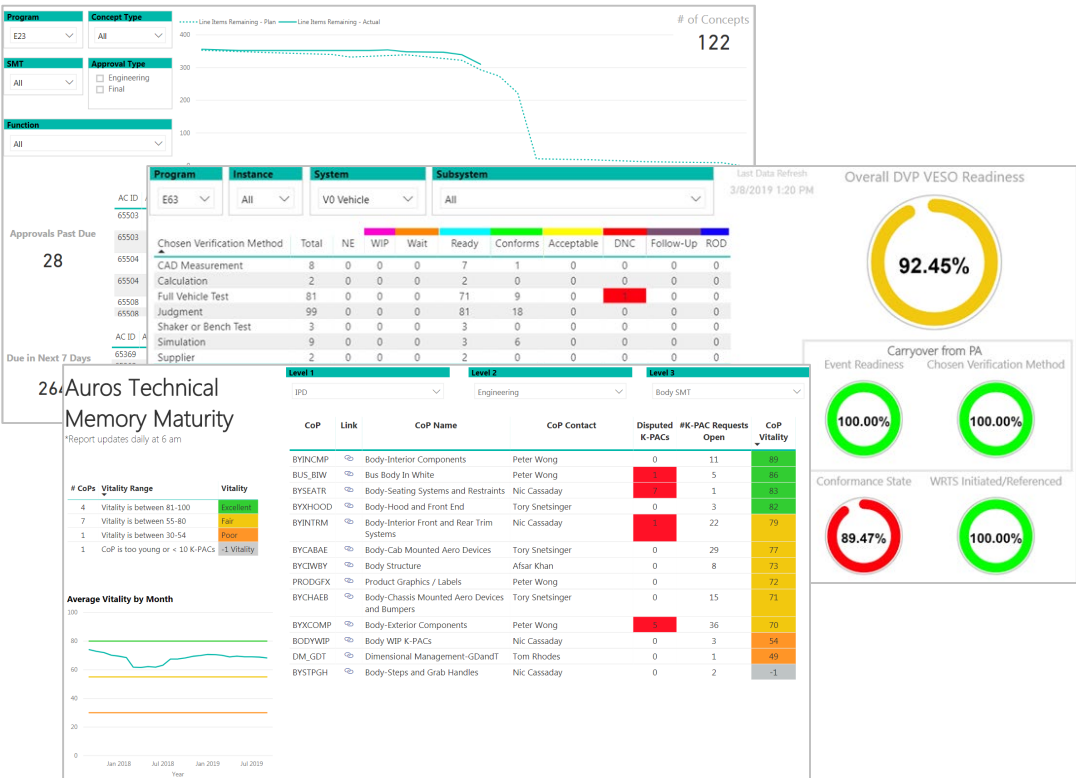 Program
Concept Type
E23
All
SMT
Approval Type
All
Engineering
Final
Function
All
Line Items Remaining - Plan
Line Items Remaining - Actual
400
300
200
100
# of Concepts
122
Approvals Past Due
28
Due in Next 7 Days
AC ID
65503
65503
65504
65504
65508
65508
AC ID
65369
Program
Instance
System
Subsystem
E63
All
V0 Vehicle
All
Last Data Refresh
3/8/2019 1:20 PM
Chosen Verification Method Total NE WIP Wait Ready Conforms Acceptable DNC Follow-Up ROD
CAD Measurement 8 0 0 0 7 1 0 0 0 0
Calculation 2 0 0 0 2 0 0 0 0 0
Full Vehicle Test 81 0 0 0 71 9 0 1 0 0
Judgment 99 0 0 0 81 18 0 0 0 0
Shaker or Bench Test 3 0 0 0 3 0 0 0 0 0
Simulation 9 0 0 0 3 6 0 0 0 0
Supplier 2 0 0 0 2 0 0 0 0 0
Overall DVP VESO Readiness
92.45%
Carryover from PA
Event Readiness
Chosen Verification Method
100.00%
100.00%
Conformance State
WRTS Initiated/Referenced
89.47%
100.00%
Auros Technical
Memory Maturity
*Report updates daily at 6 am
# CoPs Vitality Range Vitality
4 Vitality is between 81-100 Excellent
7 Vitality is between 55-80 Fair
1 Vitality is between 30-54 Poor
1 CoP is too young or < 10 K-PACs -1 Vitality
Average Vitality by Month
100
80
60
40
20
0
Jan 2018 Jul 2018 Jan 2019 Jul 2019
Year
Level 1
Level 2
Level 3
IPD
Engineering
Body SMT
CoP Link CoP Name CoP Contact Disputed K-PACs #K-PAC Requests Open CoP Vitality
BYINCMP Body-Interior Components Peter Wong 0 11 89
BUS_BIW Bus Body In White Peter Wong 1 5 86
BYSEATR Body-Seating Systems and Restraints Nic Cassaday 7 1 83
BYXHOOD Body-Hood and Front End Tory Snetsinger 0 3 82
BYINTRM Body-Interior Front and Rear Trim Systems Nic Cassaday 1 22 79
BYCABAE Body-Cab Mounted Aero Devices Tory Snetsinger 0 29 77
BYCIWBY Body Structure Afsar Khan 0 8 73
PRODGFX Product Graphics / Labels Peter Wong 0 72
BYCHAEB Body-Chassis Mounted Aero Devices and Bumpers Tory Snetsinger 0 15 71
BYXCOMP Body-Exterior Components Peter Wong 5 36 70
BODYWIP Body WIP K-PACs Nic Cassaday 0 3 54
DM_GDT Dimensional Management-GDandT Tom Rhodes 0 1 49
BYSTPGH Body-Steps and Grab Handles Nic Cassaday 0 2 -1